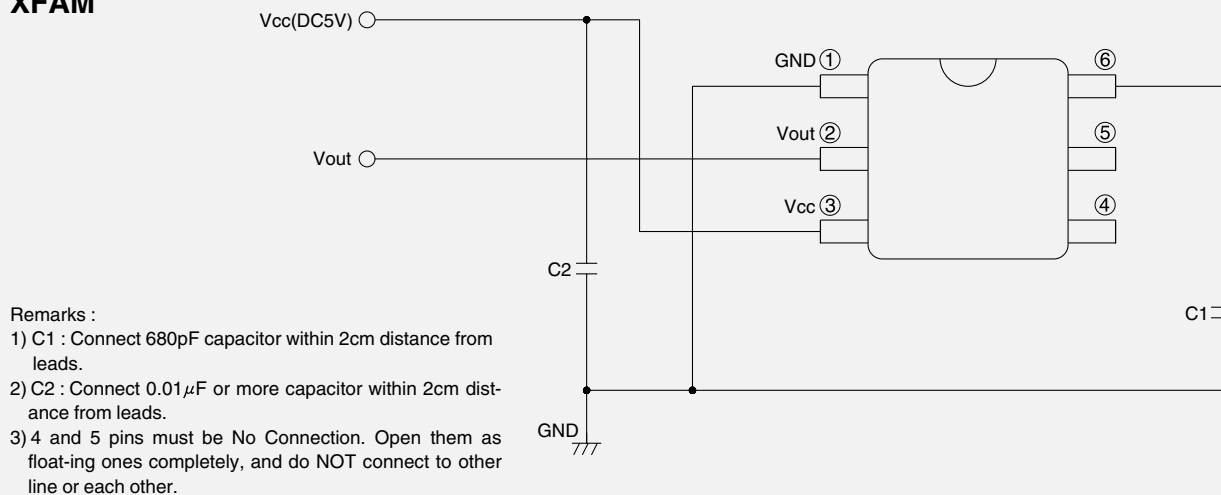 XFAM
Vcc(DC5V)
GND ①
⑥
Vout ②
⑤
Vout
Vcc ③
④
C2
C1
Remarks :
1) C1 : Connect 680pF capacitor within 2cm distance from
leads.
2) C2 : Connect 0.01μF or more capacitor within 2cm dist-
ance from leads.
3) 4 and 5 pins must be No Connection. Open them as
float-ing ones completely, and do NOT connect to other
line or each other.
GND